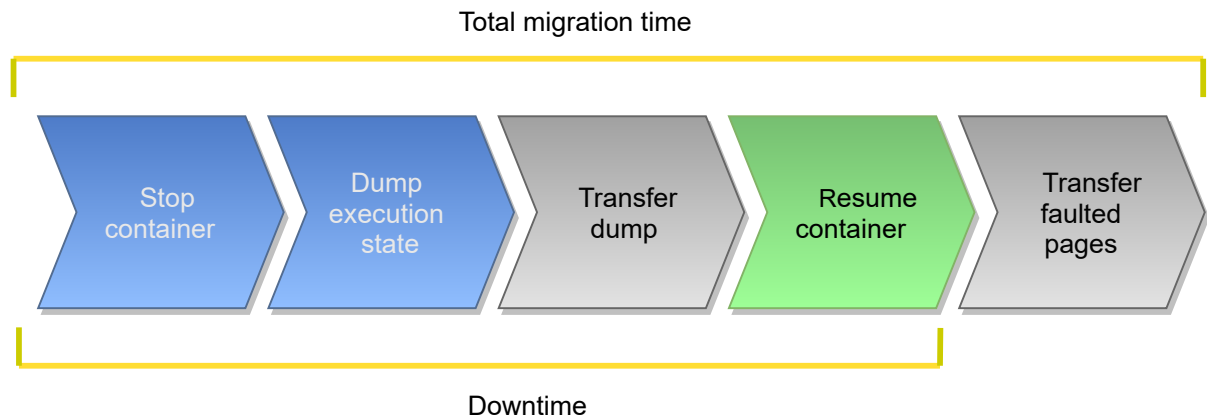 Total migration time
Stop
container
Dump
execution
state
Transfer
dump
Resume
container
Transfer
faulted
pages
Downtime